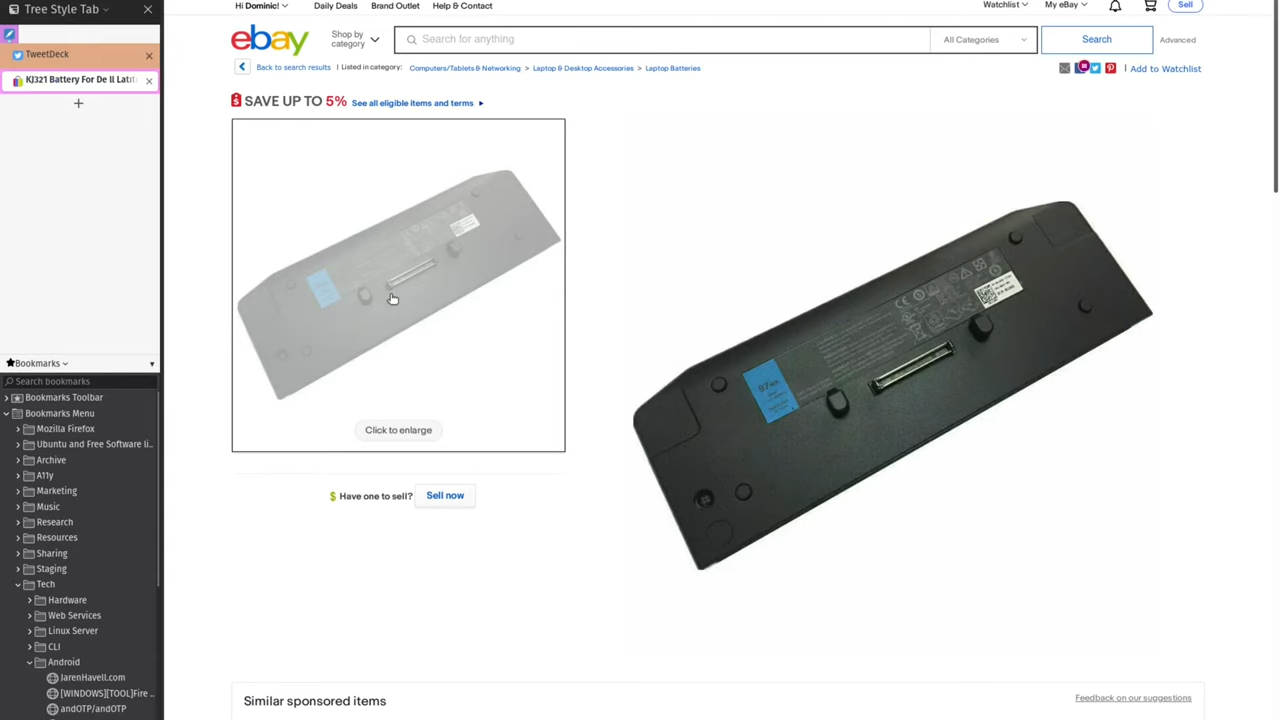 Tree Style Tab
TweetDeck
KJ321 Battery For De ll Latit
Bookmarks
Search bookmarks
Bookmarks Toolbar
Bookmarks Menu
Mozilla Firefox
Ubuntu and Free Software li..
Archive
A11y
Marketing
Music
Research
Resources
Sharing
Staging
Tech
Hardware
Web Services
Linux Server
CLI
Android
JarenHavell.com
[WINDOWS][TOOL]Fire ..
andOTP/andOTP
Hi Dominic!
Daily Deals
Brand Outlet
Help & Contact
Watchlist
My eBay
Sell
ebay
Shop by
category
Search for anything
All Categories
Search
Advanced
Back to search results
| Listed in category:
Computers/Tablets & Networking > Laptop & Desktop Accessories > Laptop Batteries
| Add to Watchlist
SAVE UP TO 5% See all eligible items and terms
Click to enlarge
$ Have one to sell?
Sell now
97Wh
Similar sponsored items
Feedback on our suggestions